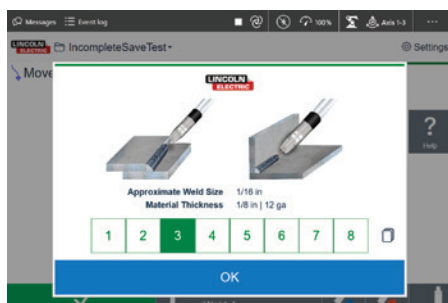 Messages Event log 100% Axis 1-3
LINCOLN ELECTRIC IncompleteSaveTest Settings
Move
LINCOLN ELECTRIC
Help
Approximate Weld Size 1/16 in
Material Thickness 1/8 in | 12 ga
1 2 3 4 5 6 7 8
OK